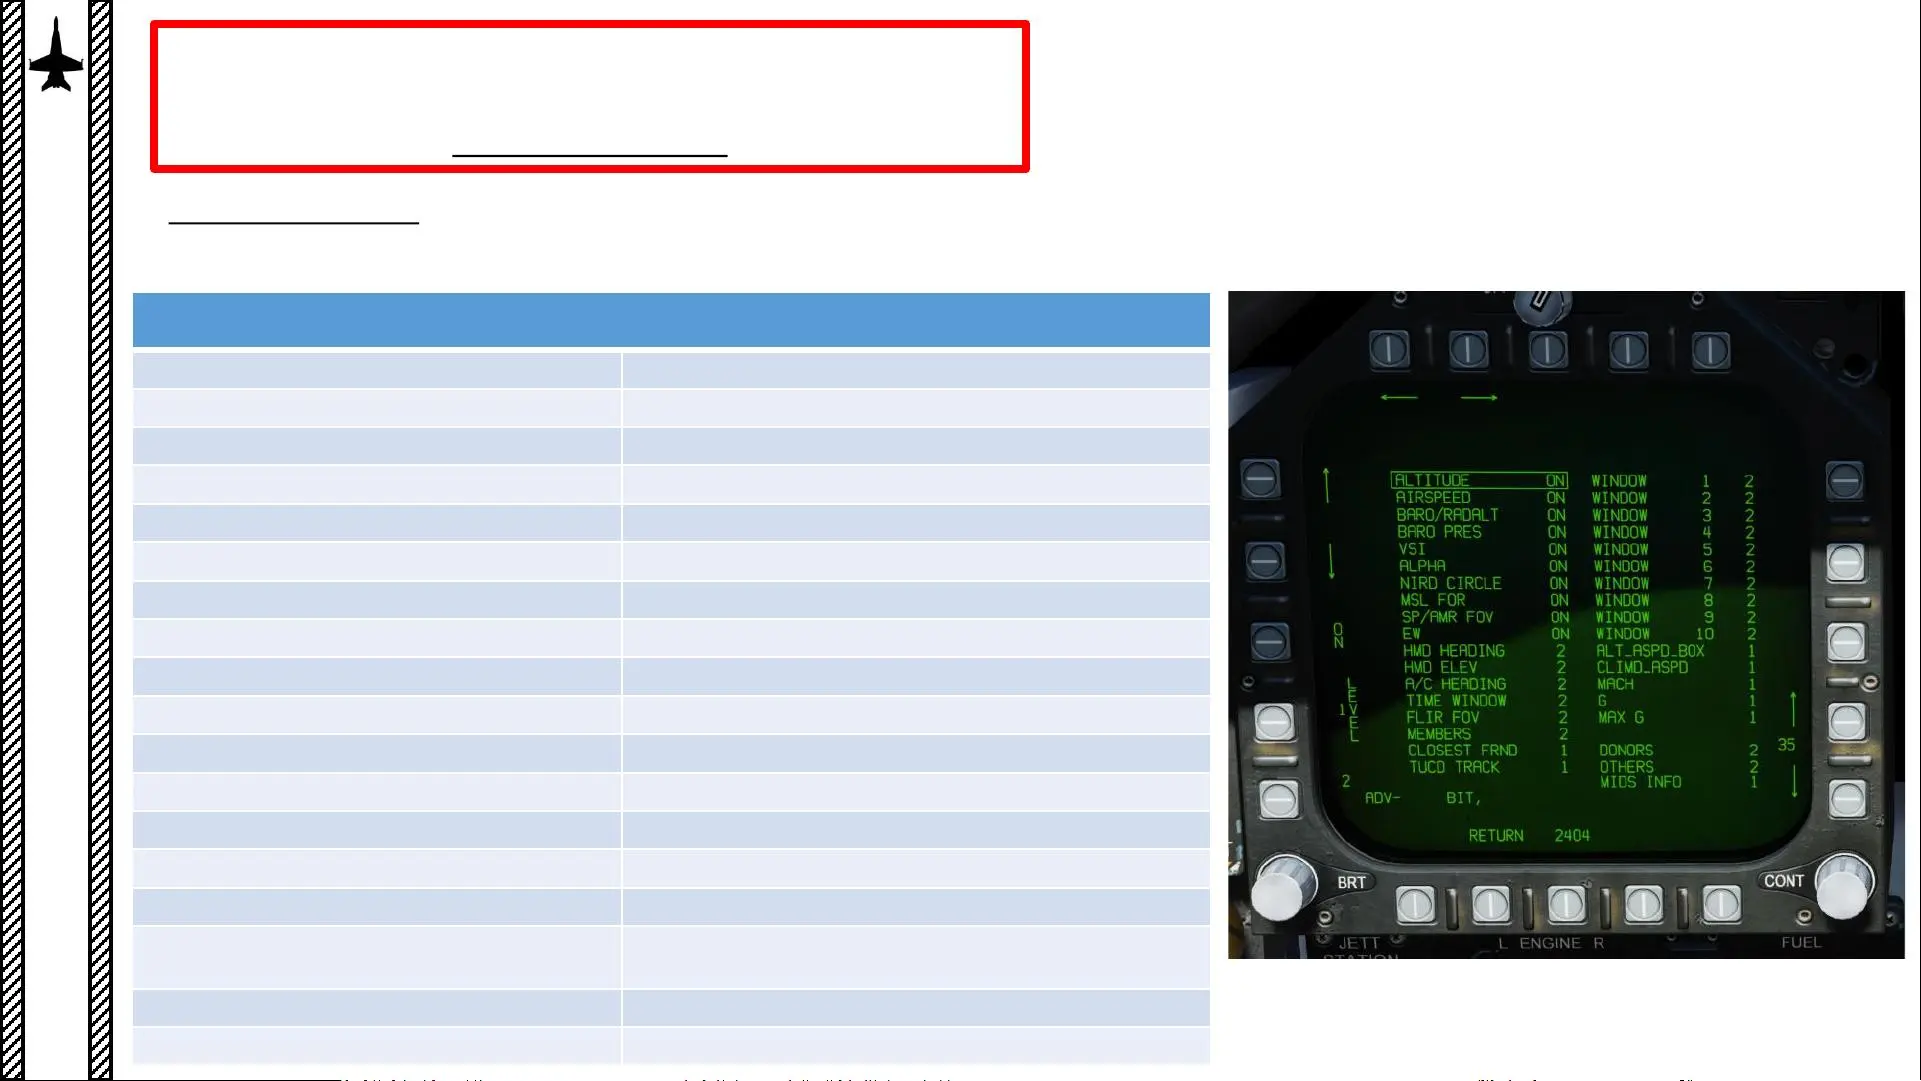 ALTITUDE ON WINDOW 1 2
AIRSPEED ON WINDOW 2 2
BARO/RADALT ON WINDOW 3 2
BARO PRES ON WINDOW 4 2
VSI ON WINDOW 5 2
ALPHA ON WINDOW 6 2
NIRD CIRCLE ON WINDOW 7 2
MSL FOR ON WINDOW 8 2
SP/AMR FOV ON WINDOW 9 2
EW ON WINDOW 10 2
HMD HEADING 2 ALT_ASPD_BOX 1
HMD ELEV 2 CLIMD_ASPD 1
A/C HEADING 2 MACH 1
TIME WINDOW 2 G 1
FLIR FOV 2 MAX G 1
MEMBERS 2
CLOSEST FRND 1 DONORS 2
TUCD TRACK 1 OTHERS 2
MIDS INFO 1
ON
1 LEVEL
2
35
ADV- BIT,
RETURN 2404
BRT
CONT
JETT
STATION
L ENGINE R
FUEL